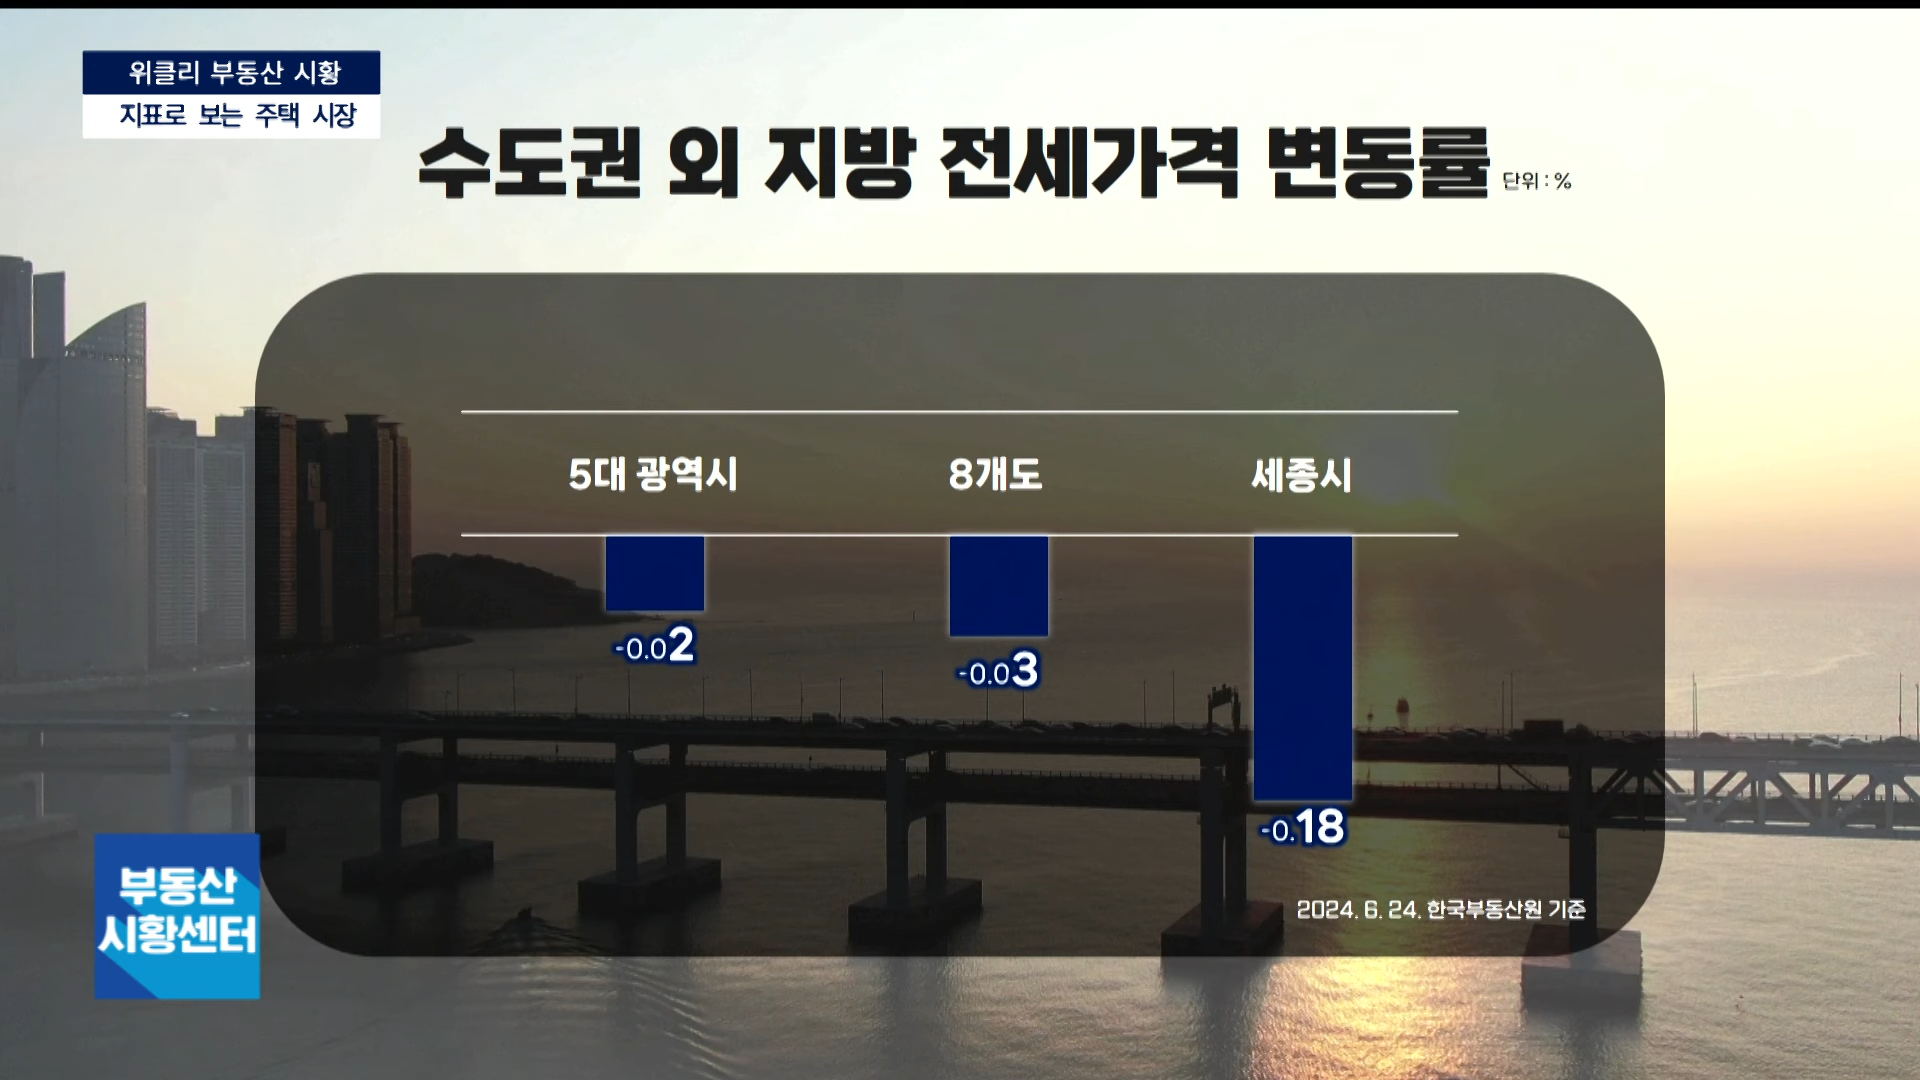 위클리 부동산 시황
지표로 보는 주택 시장
수도권 외 지방 전세가격 변동률 단위 : %
5대 광역시
8개도
세종시
-0.02
-0.03
-0.18
2024. 6. 24. 한국부동산원 기준
부동산
시황센터